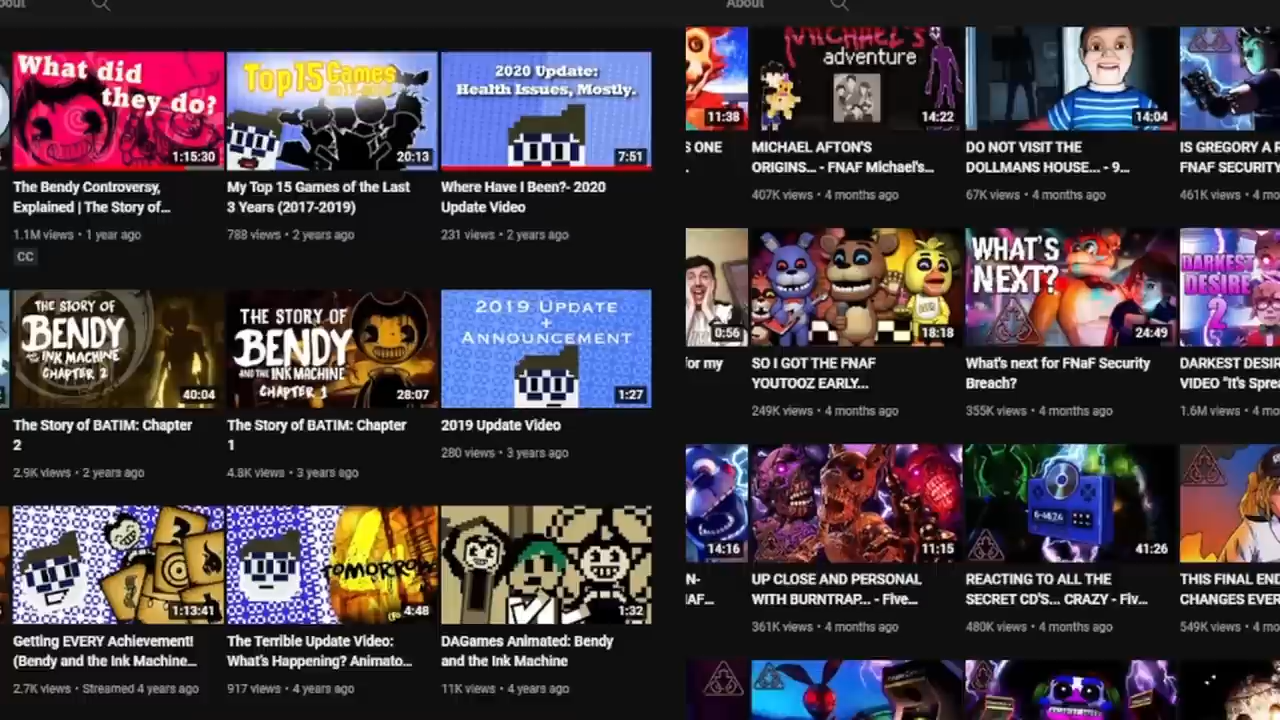 About
About
What did
they do?
1:15:30
The Bendy Controversy,
Explained | The Story of...
1.1M views • 1 year ago
CC
Top 15 Games
20:13
My Top 15 Games of the Last
3 Years (2017-2019)
788 views • 2 years ago
2020 Update:
Health Issues, Mostly.
7:51
Where Have I Been?- 2020
Update Video
231 views • 2 years ago
THE STORY OF
BENDY
AND THE INK MACHINE
CHAPTER 2
40:04
The Story of BATIM: Chapter
2
2.9K views • 2 years ago
THE STORY OF
BENDY
AND THE INK MACHINE
CHAPTER 1
28:07
The Story of BATIM: Chapter
1
4.8K views • 3 years ago
2019 Update
+
Announcement
1:27
2019 Update Video
280 views • 3 years ago
1:13:41
Getting EVERY Achievement!
(Bendy and the Ink Machine...
2.7K views • Streamed 4 years ago
TOMORROW
4:48
The Terrible Update Video:
What's Happening? Animato...
917 views • 4 years ago
1:32
DAGames Animated: Bendy
and the Ink Machine
11K views • 4 years ago
11:38
S ONE
MICHAEL'S
adventure
14:22
MICHAEL AFTON'S
ORIGINS... - FNAF Michael's...
407K views • 4 months ago
14:04
DO NOT VISIT THE
DOLLMANS HOUSE... - 9...
67K views • 4 months ago
IS GREGORY A R
FNAF SECURITY
461K views • 4 mo
0:56
for my
18:18
SO I GOT THE FNAF
YOUTOOZ EARLY...
249K views • 4 months ago
WHAT'S
NEXT?
24:49
What's next for FNaF Security
Breach?
355K views • 4 months ago
DARKEST
DESIRE
2
DARKEST DESI
VIDEO "It's Spre
1.6M views • 4 mo
14:16
N-
AF...
11:15
UP CLOSE AND PERSONAL
WITH BURNTRAP... - Five...
361K views • 4 months ago
41:26
REACTING TO ALL THE
SECRET CD'S... CRAZY - Fiv...
480K views • 4 months ago
THIS FINAL END
CHANGES EVER
549K views • 4 mo